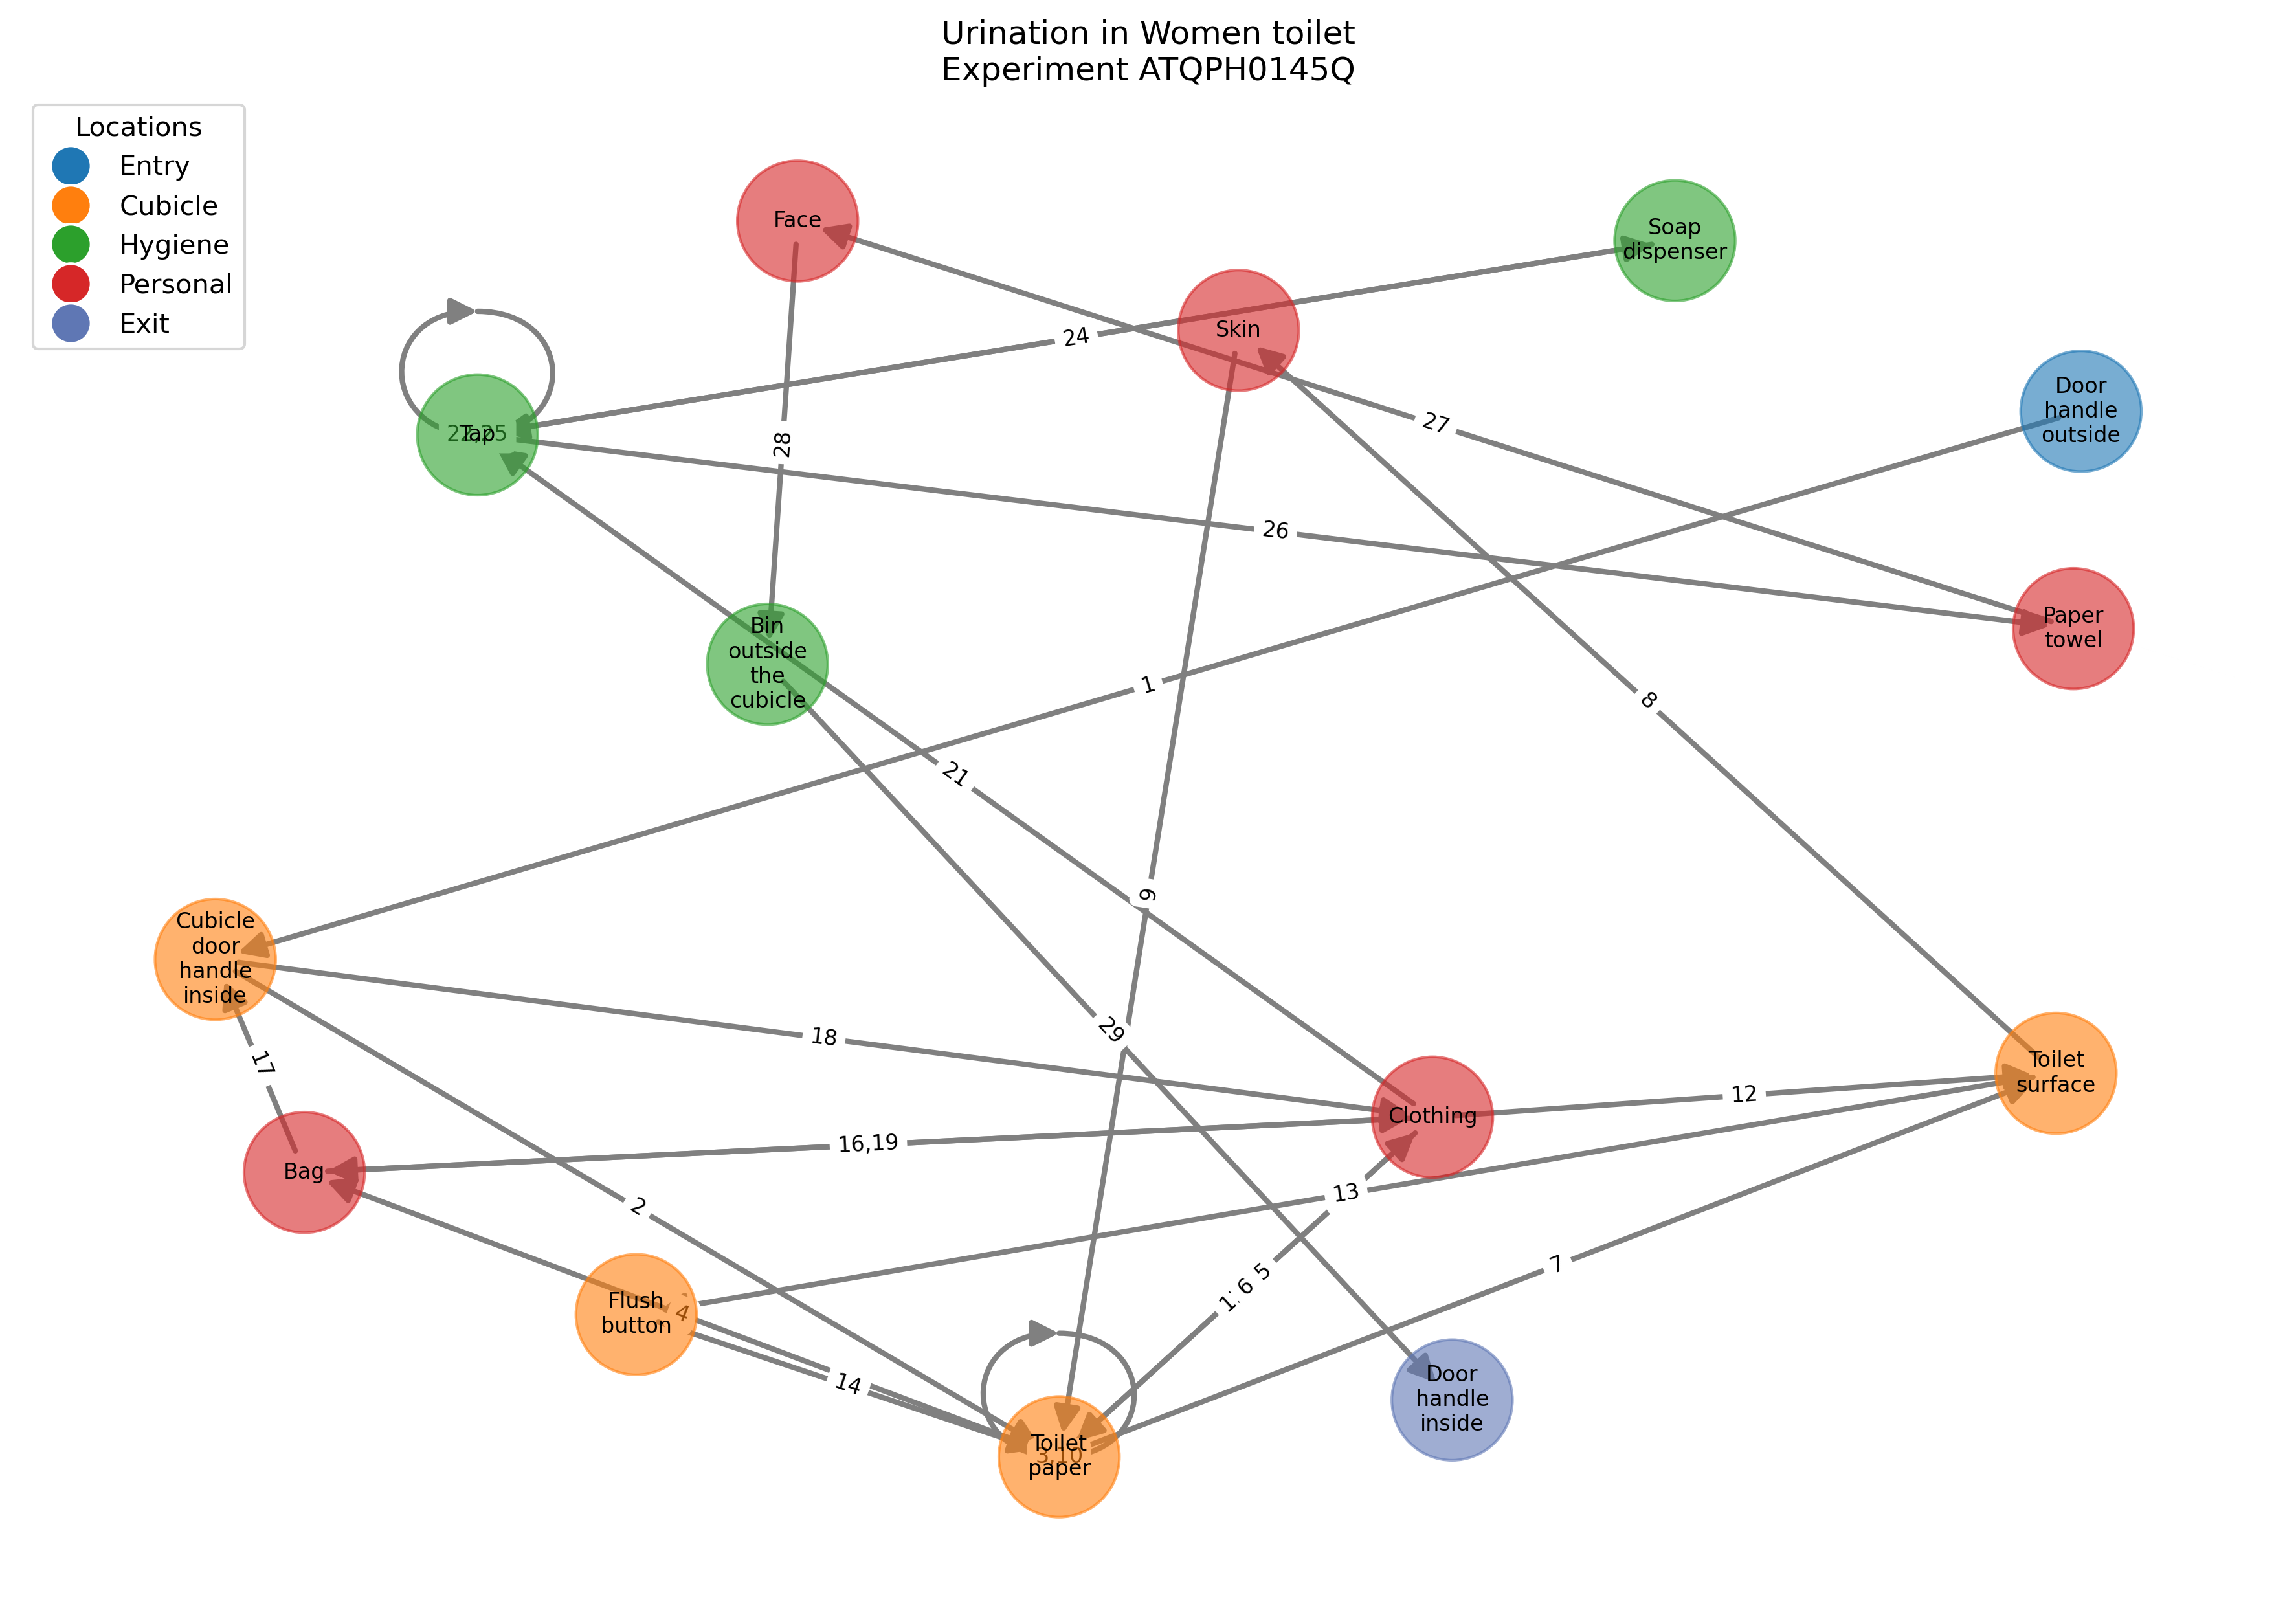 Urination in Women toilet
Experiment ATQPH0145Q
Locations
Entry
Cubicle
Hygiene
Personal
Exit
Face
Soap
dispenser
Skin
24
Door
handle
outside
27
28
Tap
26
Paper
towel
Bin
outside
the
cubicle
1
8
21
9
Cubicle
door
handle
inside
29
18
17
Toilet
surface
12
Clothing
16,19
Bag
13
2
5
6
7
Flush
button
4
14
Door
handle
inside
Toilet
paper
3,10